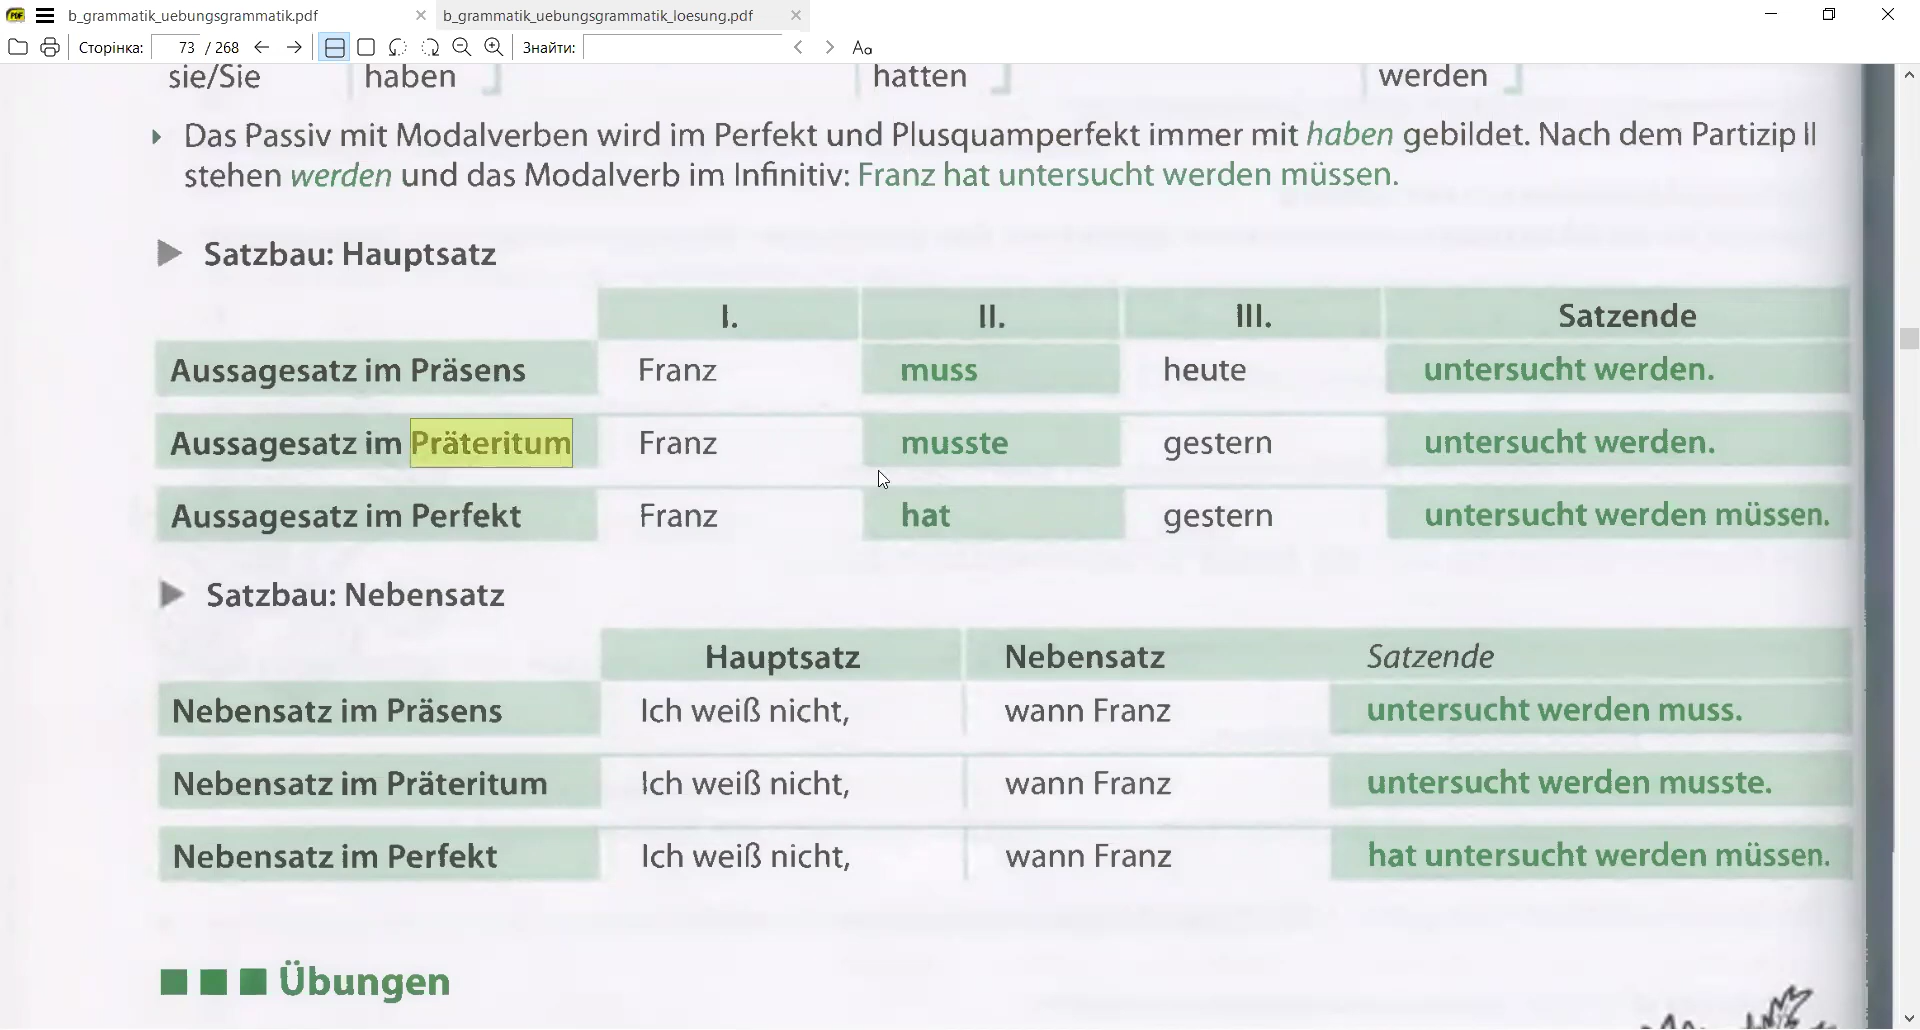 b_grammatik_uebungsgrammatik.pdf
b_grammatik_uebungsgrammatik_loesung.pdf
Сторінка: 73 / 268 Знайти: Aa
sie/Sie haben hatten werden
Das Passiv mit Modalverben wird im Perfekt und Plusquamperfekt immer mit haben gebildet. Nach dem Partizip II
stehen werden und das Modalverb im Infinitiv: Franz hat untersucht werden müssen.
Satzbau: Hauptsatz
I. II. III. Satzende
Aussagesatz im Präsens Franz muss heute untersucht werden.
Aussagesatz im Präteritum Franz musste gestern untersucht werden.
Aussagesatz im Perfekt Franz hat gestern untersucht werden müssen.
Satzbau: Nebensatz
Hauptsatz Nebensatz Satzende
Nebensatz im Präsens Ich weiß nicht, wann Franz untersucht werden muss.
Nebensatz im Präteritum Ich weiß nicht, wann Franz untersucht werden musste.
Nebensatz im Perfekt Ich weiß nicht, wann Franz hat untersucht werden müssen.
Übungen